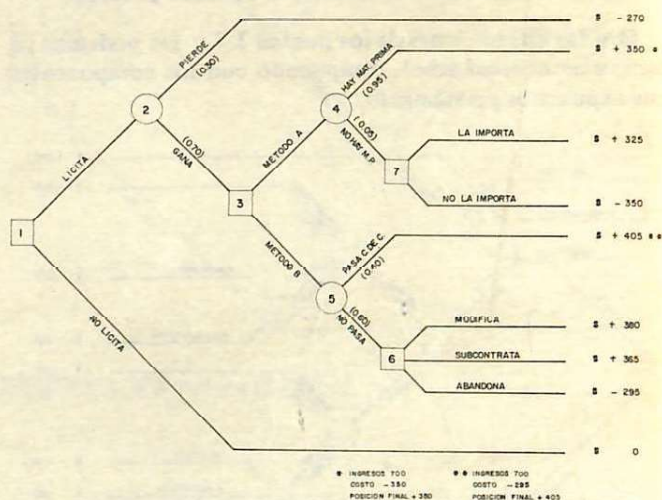 $ - 270
PIERDE
(0.30)
$ + 350 *
HAY MAT. PRIMA
(0.95)
2
4
(0.05)
NO HAY M.P.
LA IMPORTA
$ + 325
LICITA
(0.70)
GANA
METODO A
7
NO LA IMPORTA
$ - 350
3
1
METODO B
PASA C. DE C.
(0.40)
$ + 405 **
5
(0.60)
NO PASA
MODIFICA
$ + 380
NO LICITA
6
SUBCONTRATA
$ + 365
ABANDONA
$ - 295
$ 0
* INGRESOS 700
COSTO - 350
POSICION FINAL + 350
** INGRESOS 700
COSTO - 295
POSICION FINAL + 405